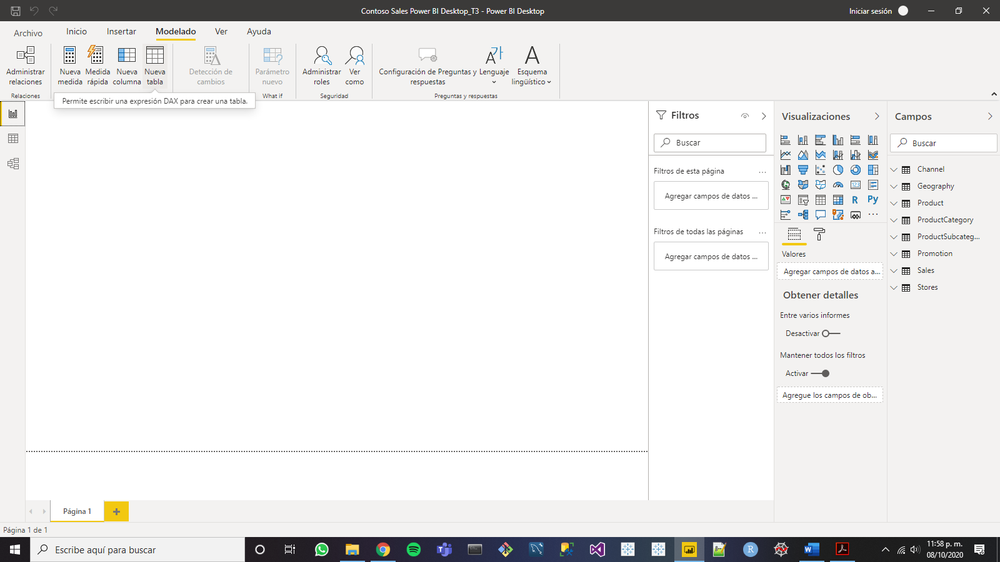 Contoso Sales Power BI Desktop_T3 - Power BI Desktop
Iniciar sesión
Archivo
Inicio
Insertar
Modelado
Ver
Ayuda
Administrar
relaciones
Nueva
medida
Medida
rápida
Nueva
columna
Nueva
tabla
Detección de
cambios
Parámetro
nuevo
Administrar
roles
Ver
como
Configuración de Preguntas y
respuestas
Lenguaje
Esquema
lingüístico
Relaciones
What if
Seguridad
Preguntas y respuestas
Permite escribir una expresión DAX para crear una tabla.
Filtros
Buscar
Filtros de esta página
...
Agregar campos de datos ...
Filtros de todas las páginas
...
Agregar campos de datos ...
Visualizaciones
123
R
Py
...
Valores
Agregar campos de datos a...
Obtener detalles
Entre varios informes
Desactivar
Mantener todos los filtros
Activar
Agregue los campos de ob...
Campos
Buscar
Channel
Geography
Product
ProductCategory
ProductSubcateg...
Promotion
Sales
Stores
Página 1
+
Página 1 de 1
Escribe aquí para buscar
R
11:58 p. m.
08/10/2020